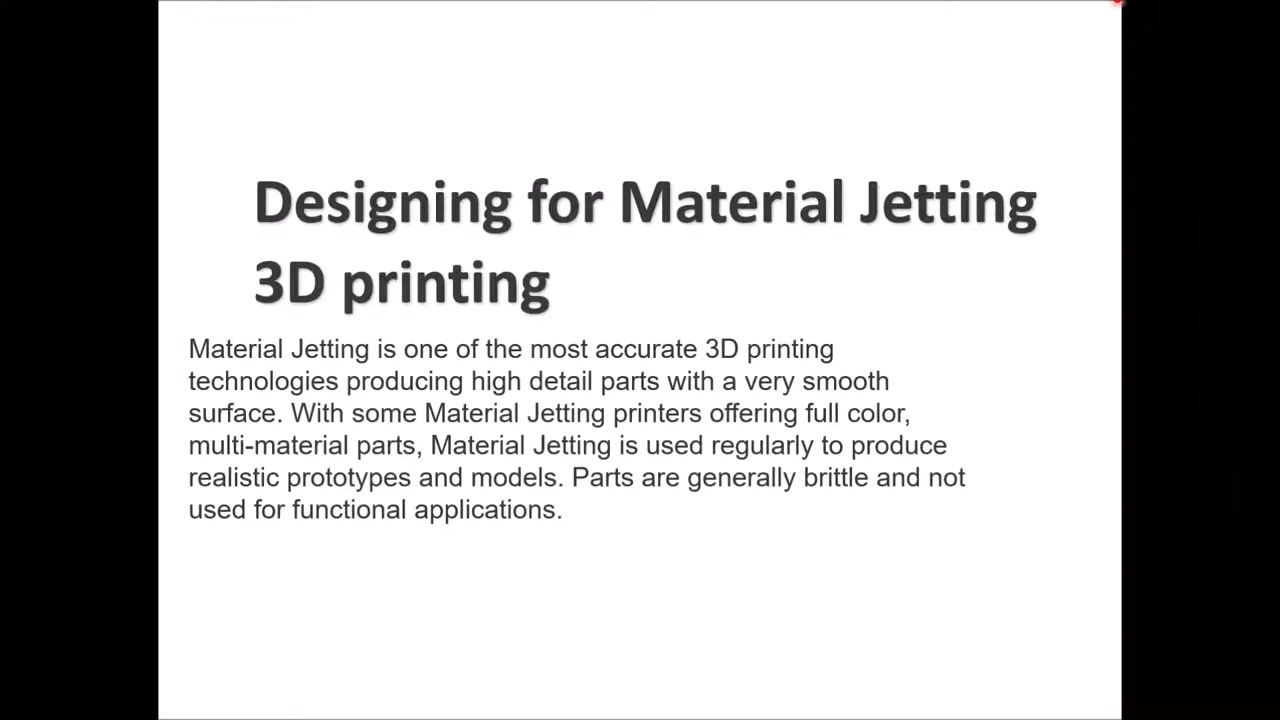 Designing for Material Jetting
3D printing
Material Jetting is one of the most accurate 3D printing
technologies producing high detail parts with a very smooth
surface. With some Material Jetting printers offering full color,
multi-material parts, Material Jetting is used regularly to produce
realistic prototypes and models. Parts are generally brittle and not
used for functional applications.